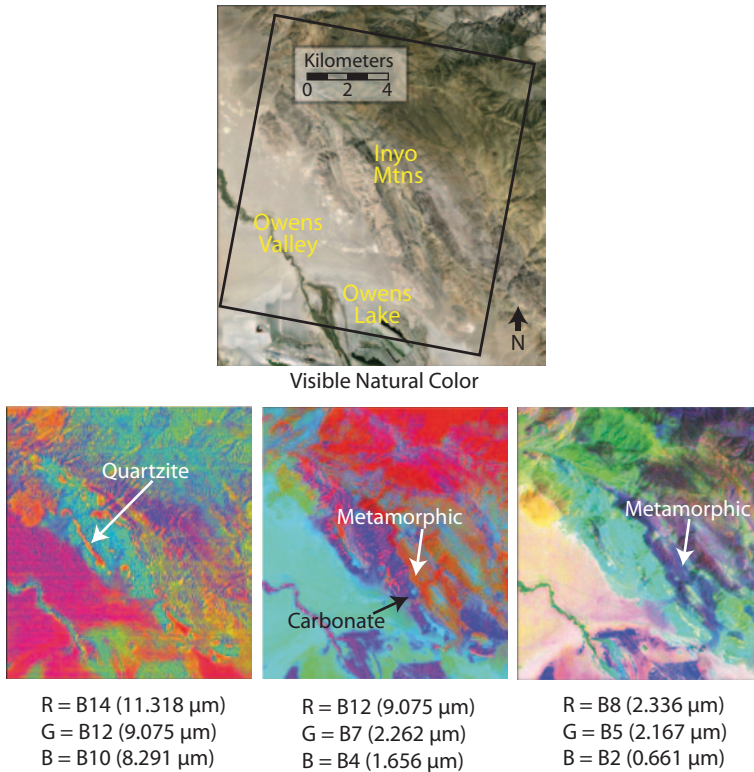 Kilometers
0 2 4
Inyo
Mtns
Owens
Valley
Owens
Lake
N
Visible Natural Color
Quartzite
Metamorphic
Carbonate
Metamorphic
R = B14 (11.318 µm)
G = B12 (9.075 µm)
B = B10 (8.291 µm)
R = B12 (9.075 µm)
G = B7 (2.262 µm)
B = B4 (1.656 µm)
R = B8 (2.336 µm)
G = B5 (2.167 µm)
B = B2 (0.661 µm)